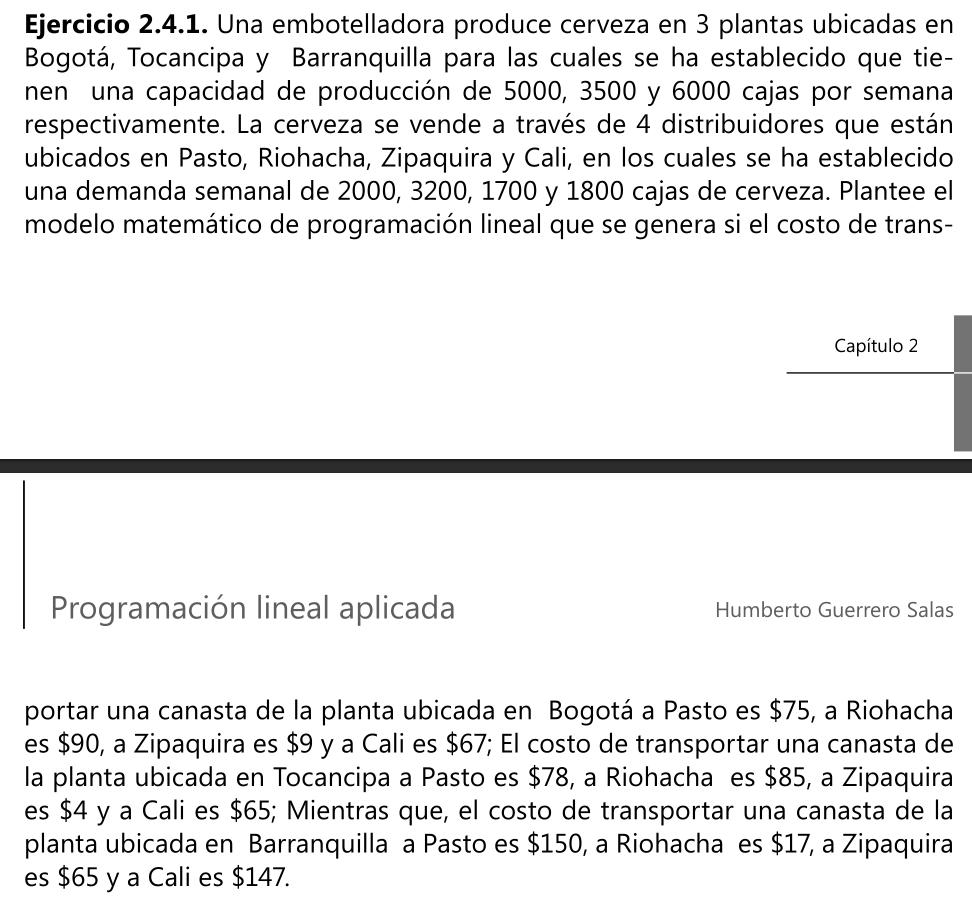 Ejercicio 2.4.1. Una embotelladora produce cerveza en 3 plantas ubicadas en
Bogotá, Tocancipa y Barranquilla para las cuales se ha establecido que tie-
nen una capacidad de producción de 5000, 3500 y 6000 cajas por semana
respectivamente. La cerveza se vende a través de 4 distribuidores que están
ubicados en Pasto, Riohacha, Zipaquira y Cali, en los cuales se ha establecido
una demanda semanal de 2000, 3200, 1700 y 1800 cajas de cerveza. Plantee el
modelo matemático de programación lineal que se genera si el costo de trans-
Capítulo 2
Programación lineal aplicada
Humberto Guerrero Salas
portar una canasta de la planta ubicada en Bogotá a Pasto es $75, a Riohacha
es $90, a Zipaquira es $9 y a Cali es $67; El costo de transportar una canasta de
la planta ubicada en Tocancipa a Pasto es $78, a Riohacha es $85, a Zipaquira
es $4 y a Cali es $65; Mientras que, el costo de transportar una canasta de la
planta ubicada en Barranquilla a Pasto es $150, a Riohacha es $17, a Zipaquira
es $65 y a Cali es $147.